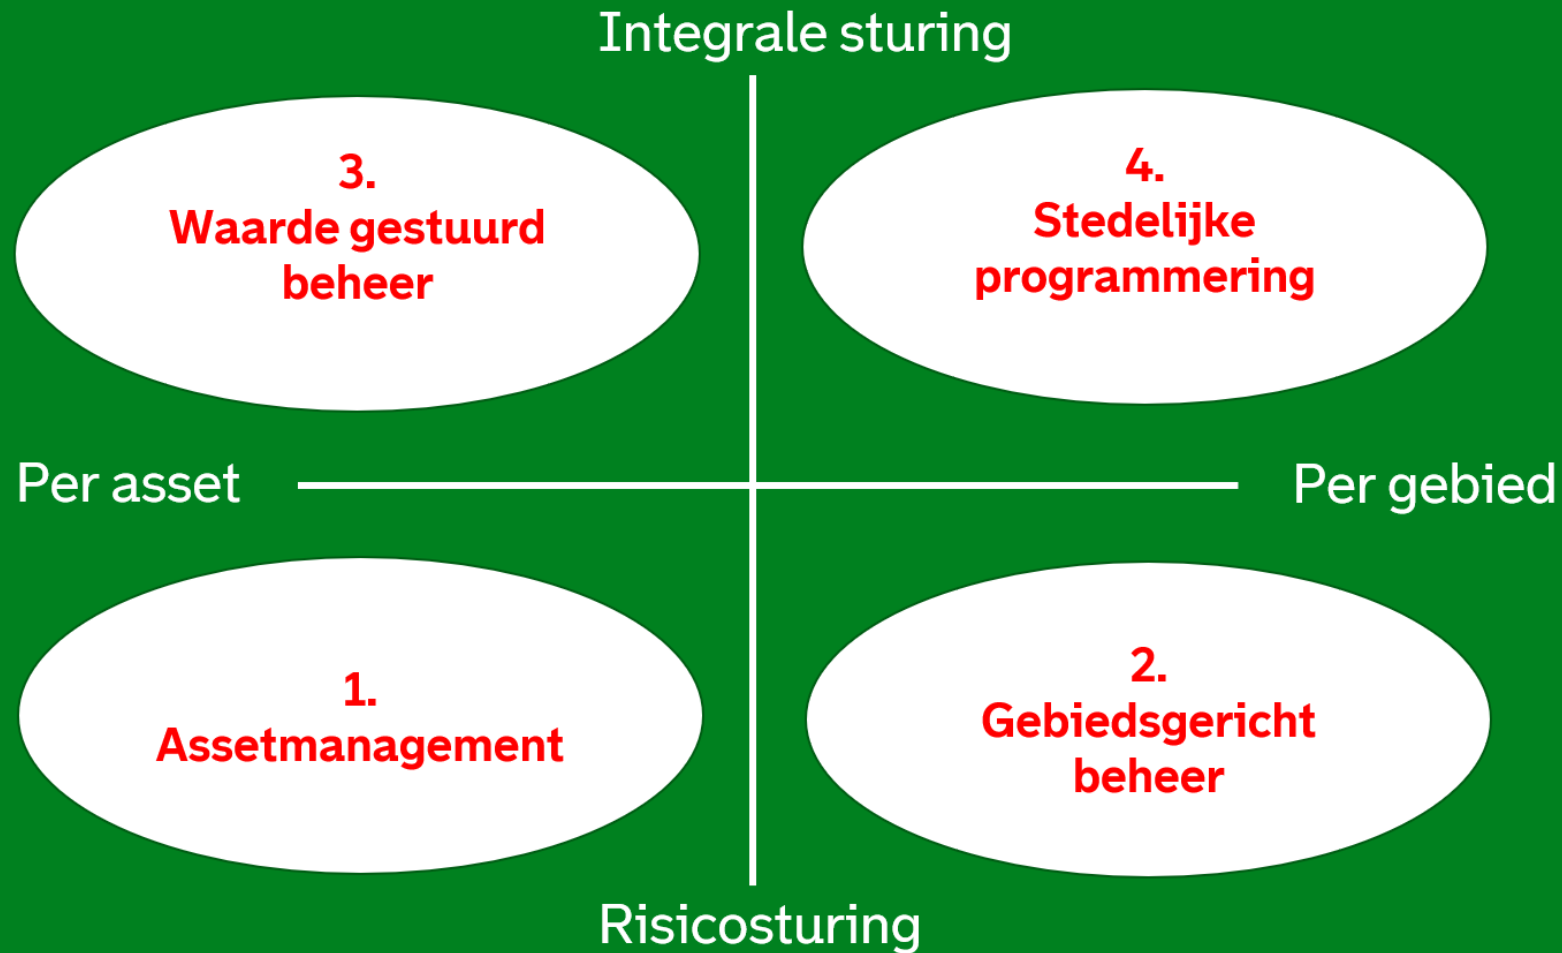 Integrale sturing
3.
Waarde gestuurd
beheer
4.
Stedelijke
programmering
Per asset
Per gebied
1.
Assetmanagement
2.
Gebiedsgericht
beheer
Risicosturing